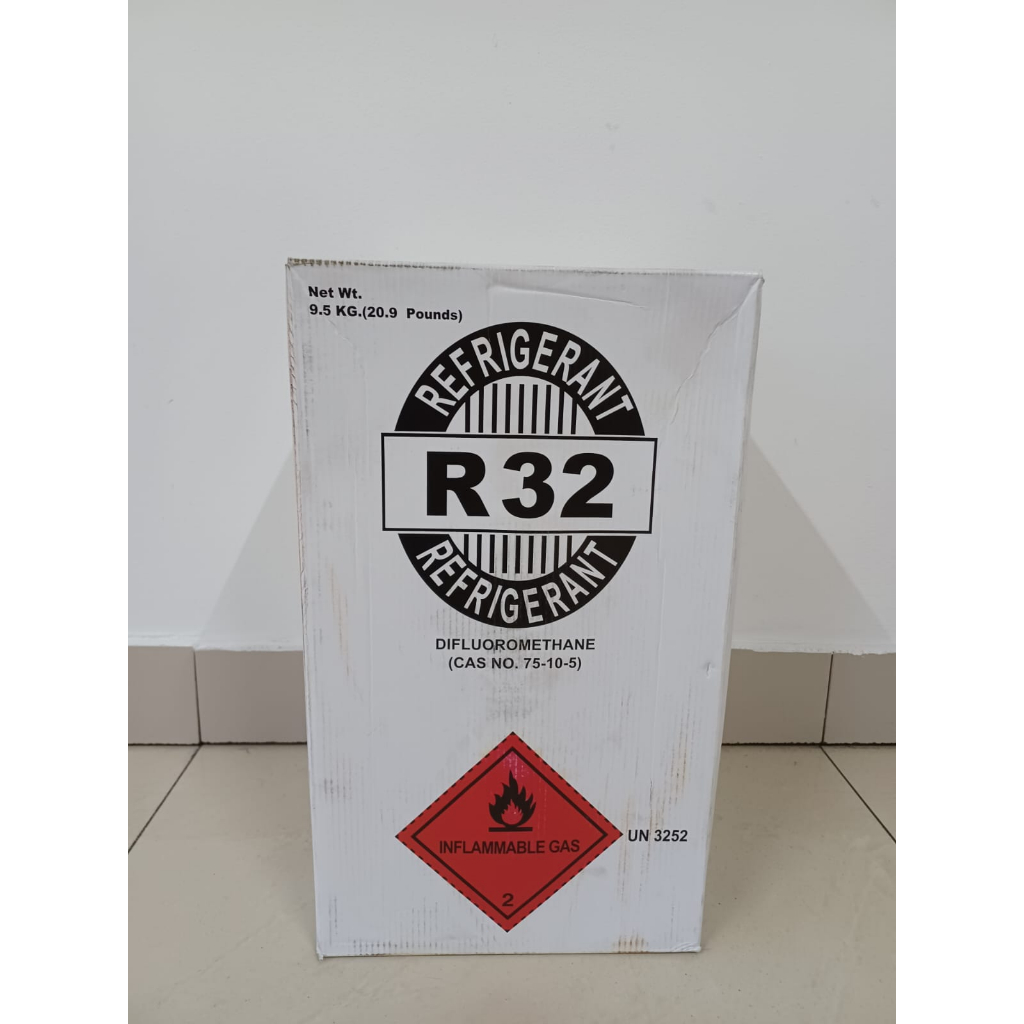 Net Wt.
9.5 KG.(20.9 Pounds)
REFRIGERANT
R32
REFRIGERANT
DIFLUOROMETHANE
(CAS NO. 75-10-5)
INFLAMMABLE GAS
UN 3252
2